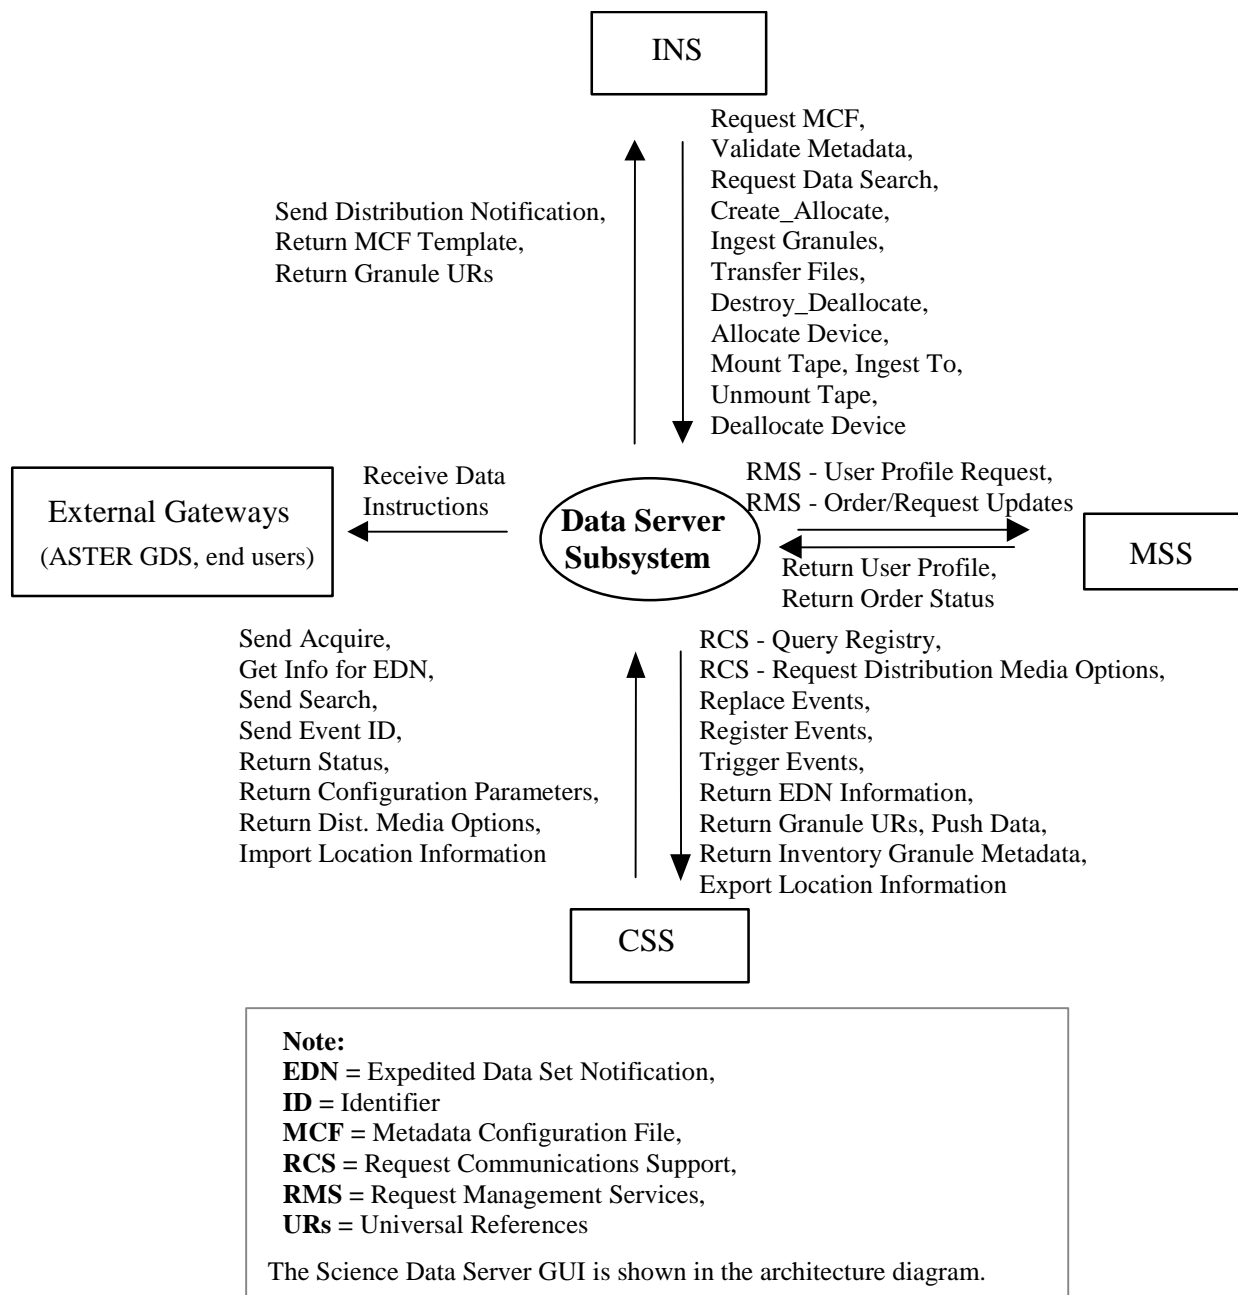 INS
Request MCF,
Validate Metadata,
Request Data Search,
Create_Allocate,
Ingest Granules,
Transfer Files,
Destroy_Deallocate,
Allocate Device,
Mount Tape, Ingest To,
Unmount Tape,
Deallocate Device
Send Distribution Notification,
Return MCF Template,
Return Granule URs
External Gateways
(ASTER GDS, end users)
Receive Data
Instructions
Data Server
Subsystem
RMS - User Profile Request,
RMS - Order/Request Updates
Return User Profile,
Return Order Status
MSS
Send Acquire,
Get Info for EDN,
Send Search,
Send Event ID,
Return Status,
Return Configuration Parameters,
Return Dist. Media Options,
Import Location Information
RCS - Query Registry,
RCS - Request Distribution Media Options,
Replace Events,
Register Events,
Trigger Events,
Return EDN Information,
Return Granule URs, Push Data,
Return Inventory Granule Metadata,
Export Location Information
CSS
Note:
EDN = Expedited Data Set Notification,
ID = Identifier
MCF = Metadata Configuration File,
RCS = Request Communications Support,
RMS = Request Management Services,
URs = Universal References
The Science Data Server GUI is shown in the architecture diagram.